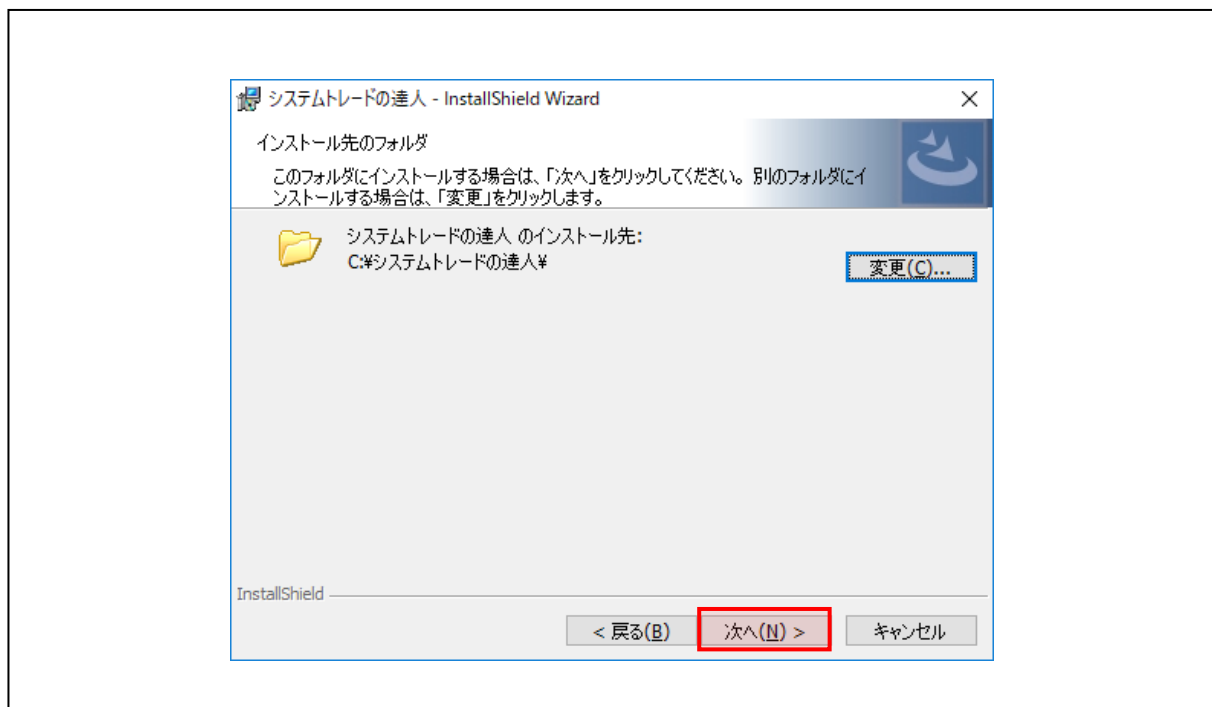 システムトレードの達人 - InstallShield Wizard
インストール先のフォルダ
このフォルダにインストールする場合は、「次へ」をクリックしてください。別のフォルダにイ
ンストールする場合は、「変更」をクリックします。
システムトレードの達人 のインストール先:
C:¥システムトレードの達人¥
変更(C)...
InstallShield
< 戻る(B)
次へ(N) >
キャンセル